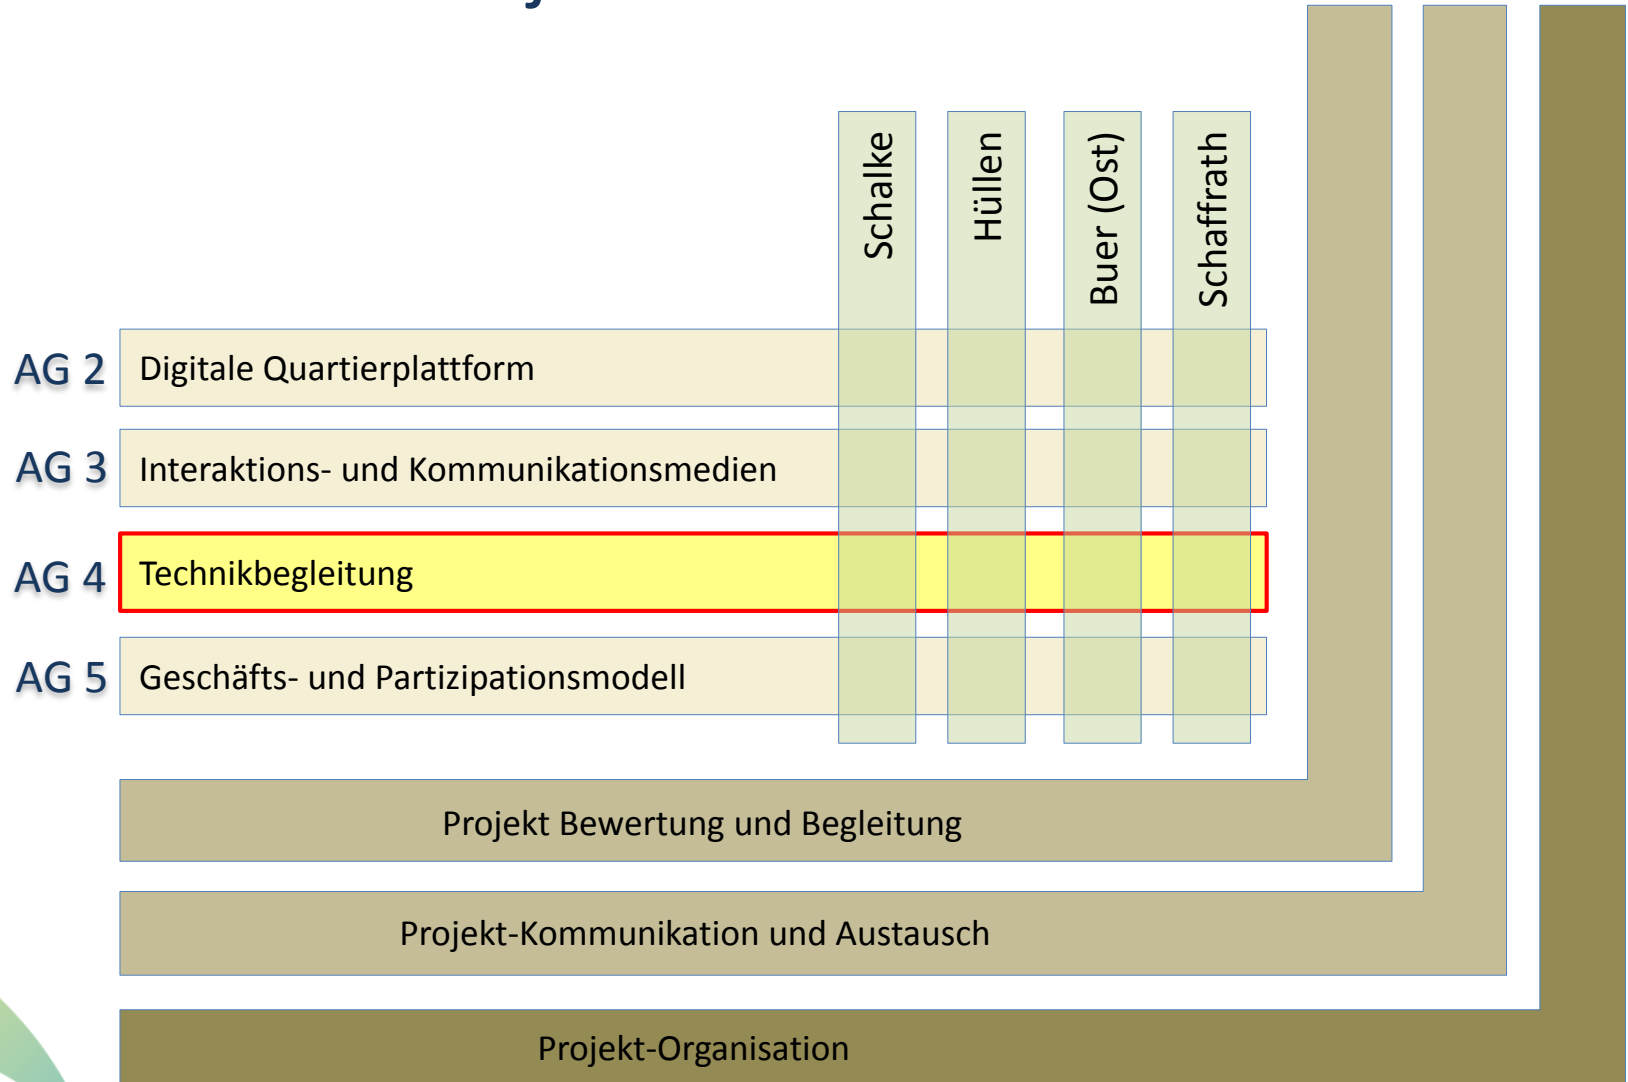 Schalke
Hüllen
Buer (Ost)
Schaffrath
AG 2
Digitale Quartierplattform
AG 3
Interaktions- und Kommunikationsmedien
AG 4
Technikbegleitung
AG 5
Geschäfts- und Partizipationsmodell
Projekt Bewertung und Begleitung
Projekt-Kommunikation und Austausch
Projekt-Organisation